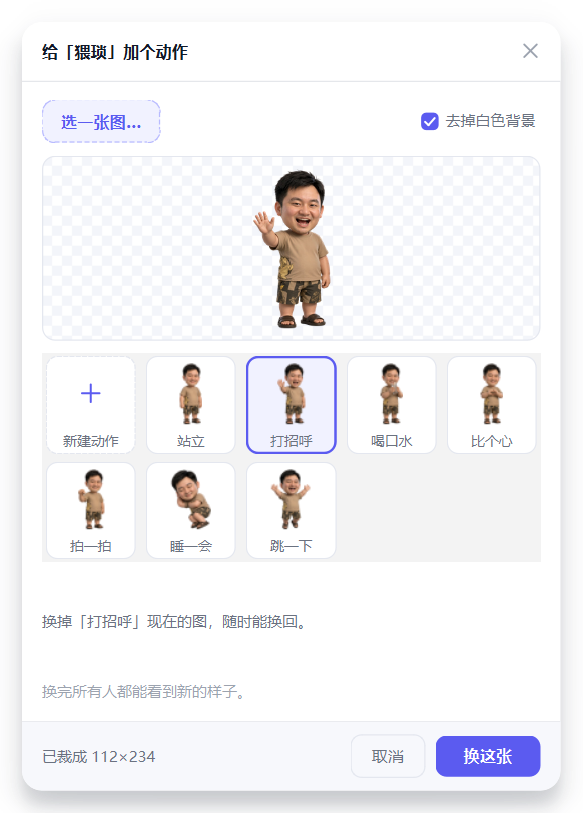 给「猥琐」加个动作
选一张图...
去掉白色背景
新建动作
站立
打招呼
喝口水
比个心
拍一拍
睡一会
跳一下
换掉「打招呼」现在的图，随时能换回。
换完所有人都能看到新的样子。
已裁成 112×234
取消
换这张